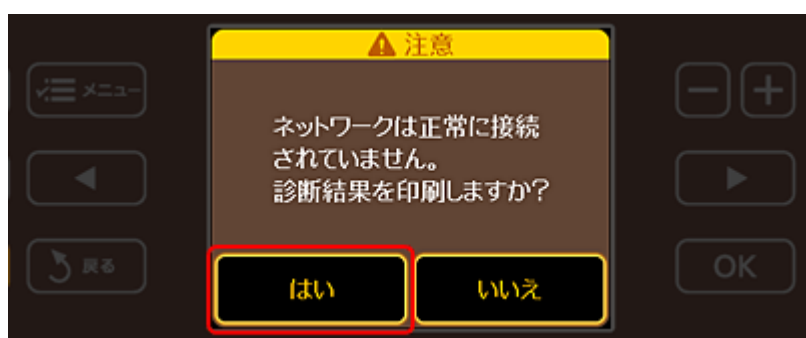 注意
メニュー
ネットワークは正常に接続
されていません。
診断結果を印刷しますか?
戻る
はい
いいえ
OK